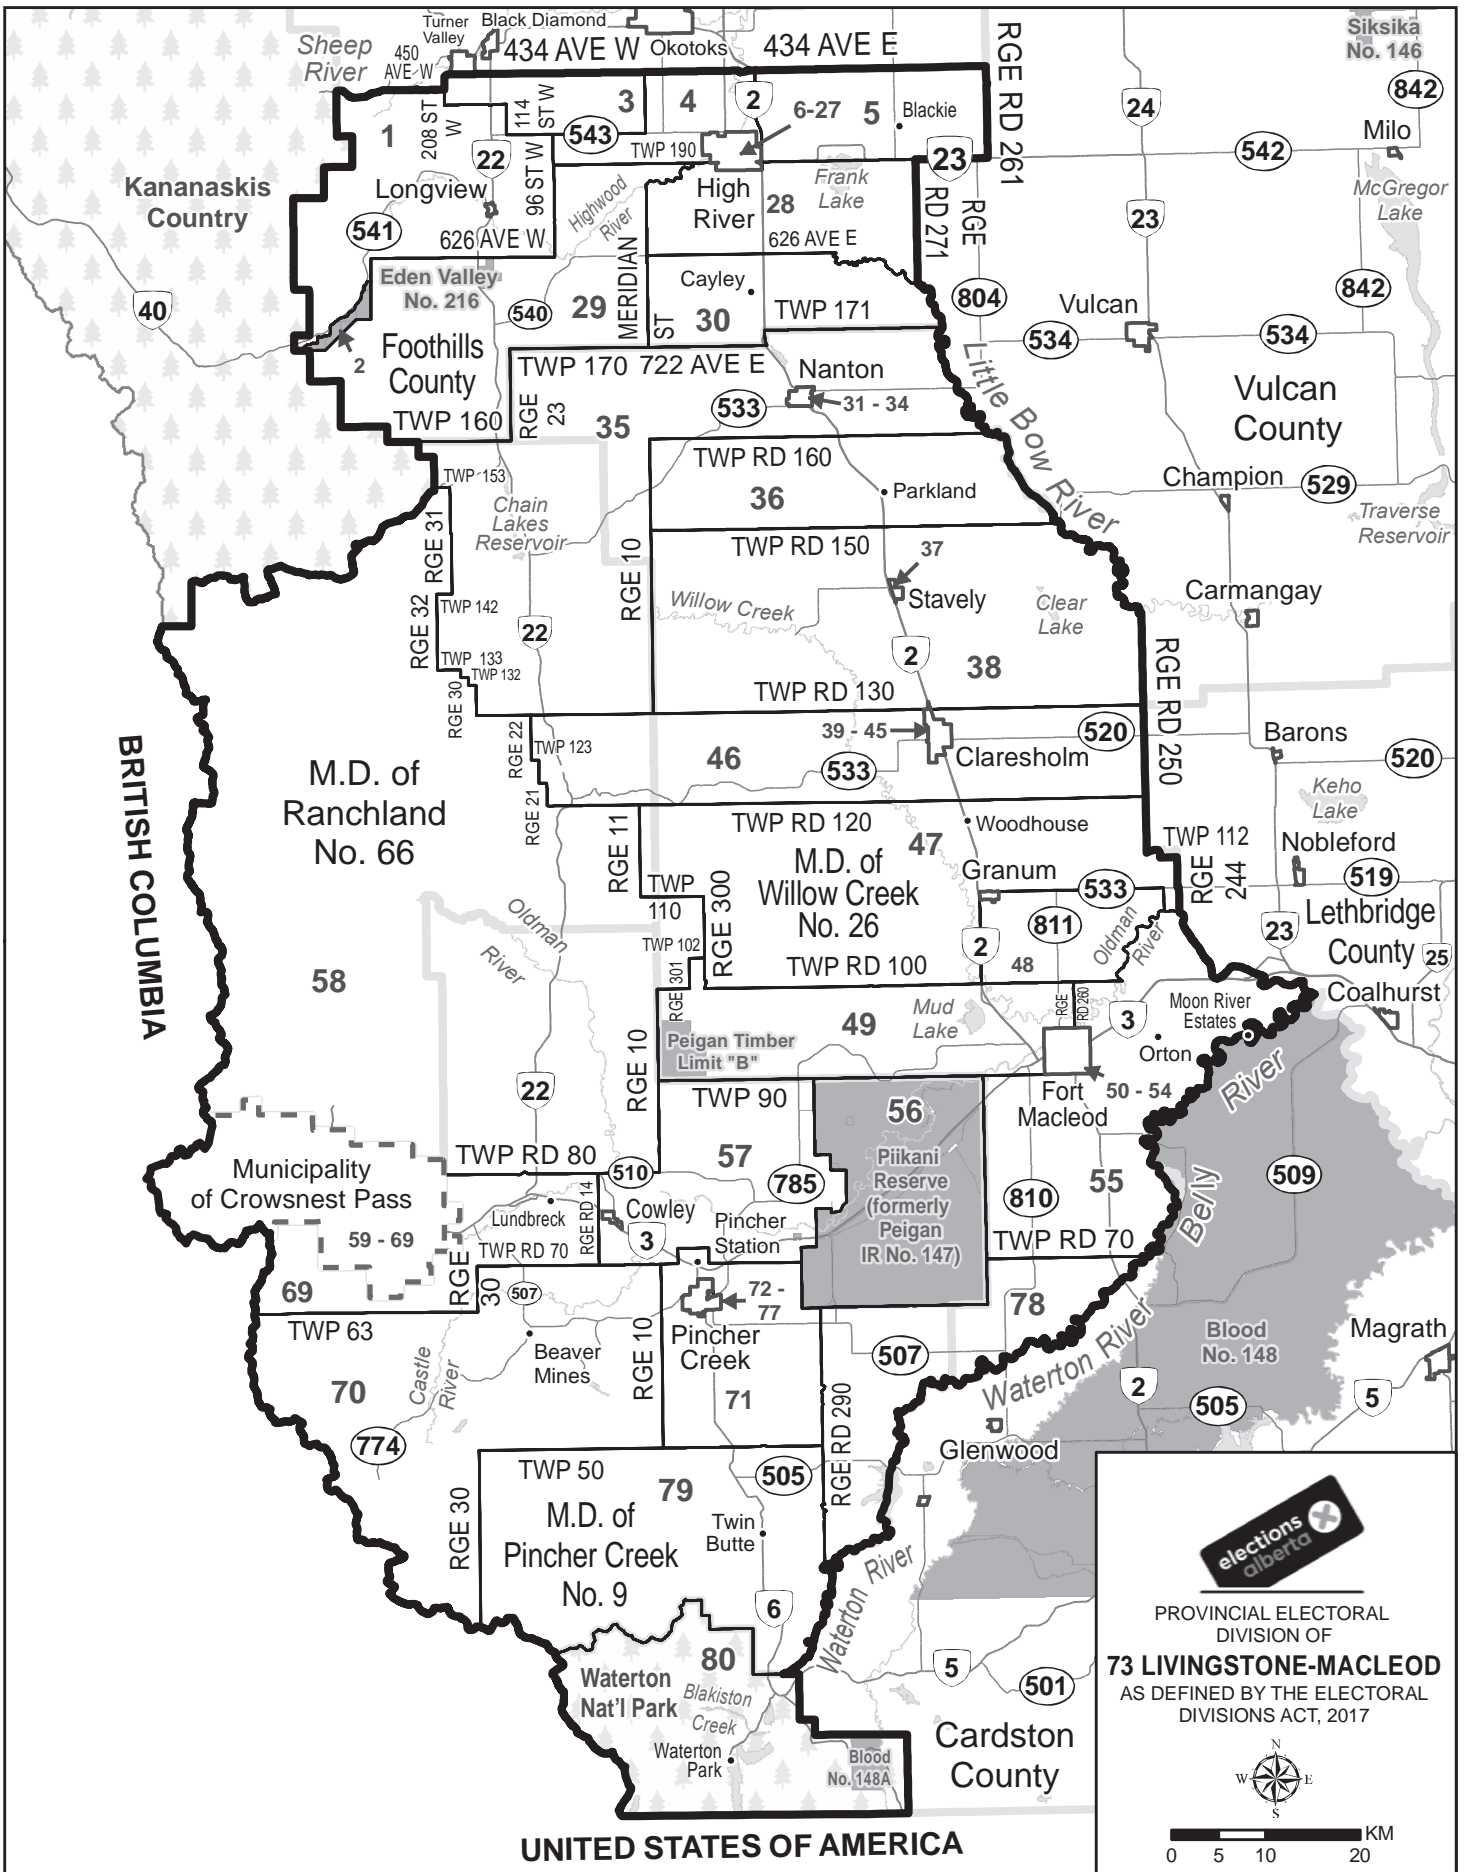 Turner
Valley
Black Diamond
Okotoks
434 AVE W
434 AVE E
Sheep
River
450
AVE W
RGE RD 261
Siksika
No. 146
842
24
Milo
542
McGregor
Lake
1
208 ST
W
114
ST W
3
4
2
6-27
5
Blackie
543
22
TWP 190
23
Kananaskis
Country
Longview
96 ST W
Highwood
River
High
River
28
Frank
Lake
RD 271
RGE
23
541
626 AVE W
626 AVE E
MERIDIAN
ST
Eden Valley
No. 216
540
29
Cayley
30
TWP 171
804
Vulcan
842
40
2
Foothills
County
TWP 170
722 AVE E
Nanton
31 - 34
534
534
Vulcan
County
TWP 160
RGE
23
35
533
Little Bow River
TWP RD 160
36
Parkland
Champion
529
Traverse
Reservoir
TWP 153
Chain
Lakes
Reservoir
RGE 31
RGE 10
TWP RD 150
37
Stavely
Willow Creek
Clear
Lake
Carmangay
RGE 32
TWP 142
22
TWP 133
TWP 132
RGE 30
2
38
TWP RD 130
RGE RD 250
39 - 45
Claresholm
520
Barons
520
RGE 22
TWP 123
46
533
Keho
Lake
BRITISH COLUMBIA
M.D. of
Ranchland
No. 66
RGE 21
RGE 11
TWP RD 120
47
Woodhouse
TWP 112
RGE
244
Nobleford
M.D. of
Willow Creek
No. 26
Granum
533
519
TWP
110
RGE 300
811
Oldman
River
23
Lethbridge
County
25
Oldman
River
TWP 102
TWP RD 100
2
48
58
RGE 301
49
Mud
Lake
RGE
RD 260
3
Moon River
Estates
Orton
Coalhurst
Peigan Timber
Limit "B"
22
RGE 10
TWP 90
56
Fort
Macleod
50 - 54
River
Municipality
of Crowsnest Pass
TWP RD 80
510
57
785
Piikani
Reserve
(formerly
Peigan
IR No. 147)
810
55
Belly
509
59 - 69
Lundbreck
RGE RD 14
Cowley
3
Pincher
Station
TWP RD 70
TWP RD 70
69
RGE
30
507
72 -
77
78
TWP 63
Beaver
Mines
RGE 10
Pincher
Creek
507
Waterton River
Blood
No. 148
Magrath
70
Castle
River
71
RGE RD 290
2
505
5
774
Glenwood
TWP 50
505
79
RGE 30
M.D. of
Pincher Creek
No. 9
Twin
Butte
6
Waterton River
80
Waterton
Nat'l Park
Blakiston
Creek
Waterton
Park
Blood
No. 148A
5
501
Cardston
County
UNITED STATES OF AMERICA
elections
alberta
PROVINCIAL ELECTORAL
DIVISION OF
73 LIVINGSTONE-MACLEOD
AS DEFINED BY THE ELECTORAL
DIVISIONS ACT, 2017
N
W
E
S
KM
0 5 10 20